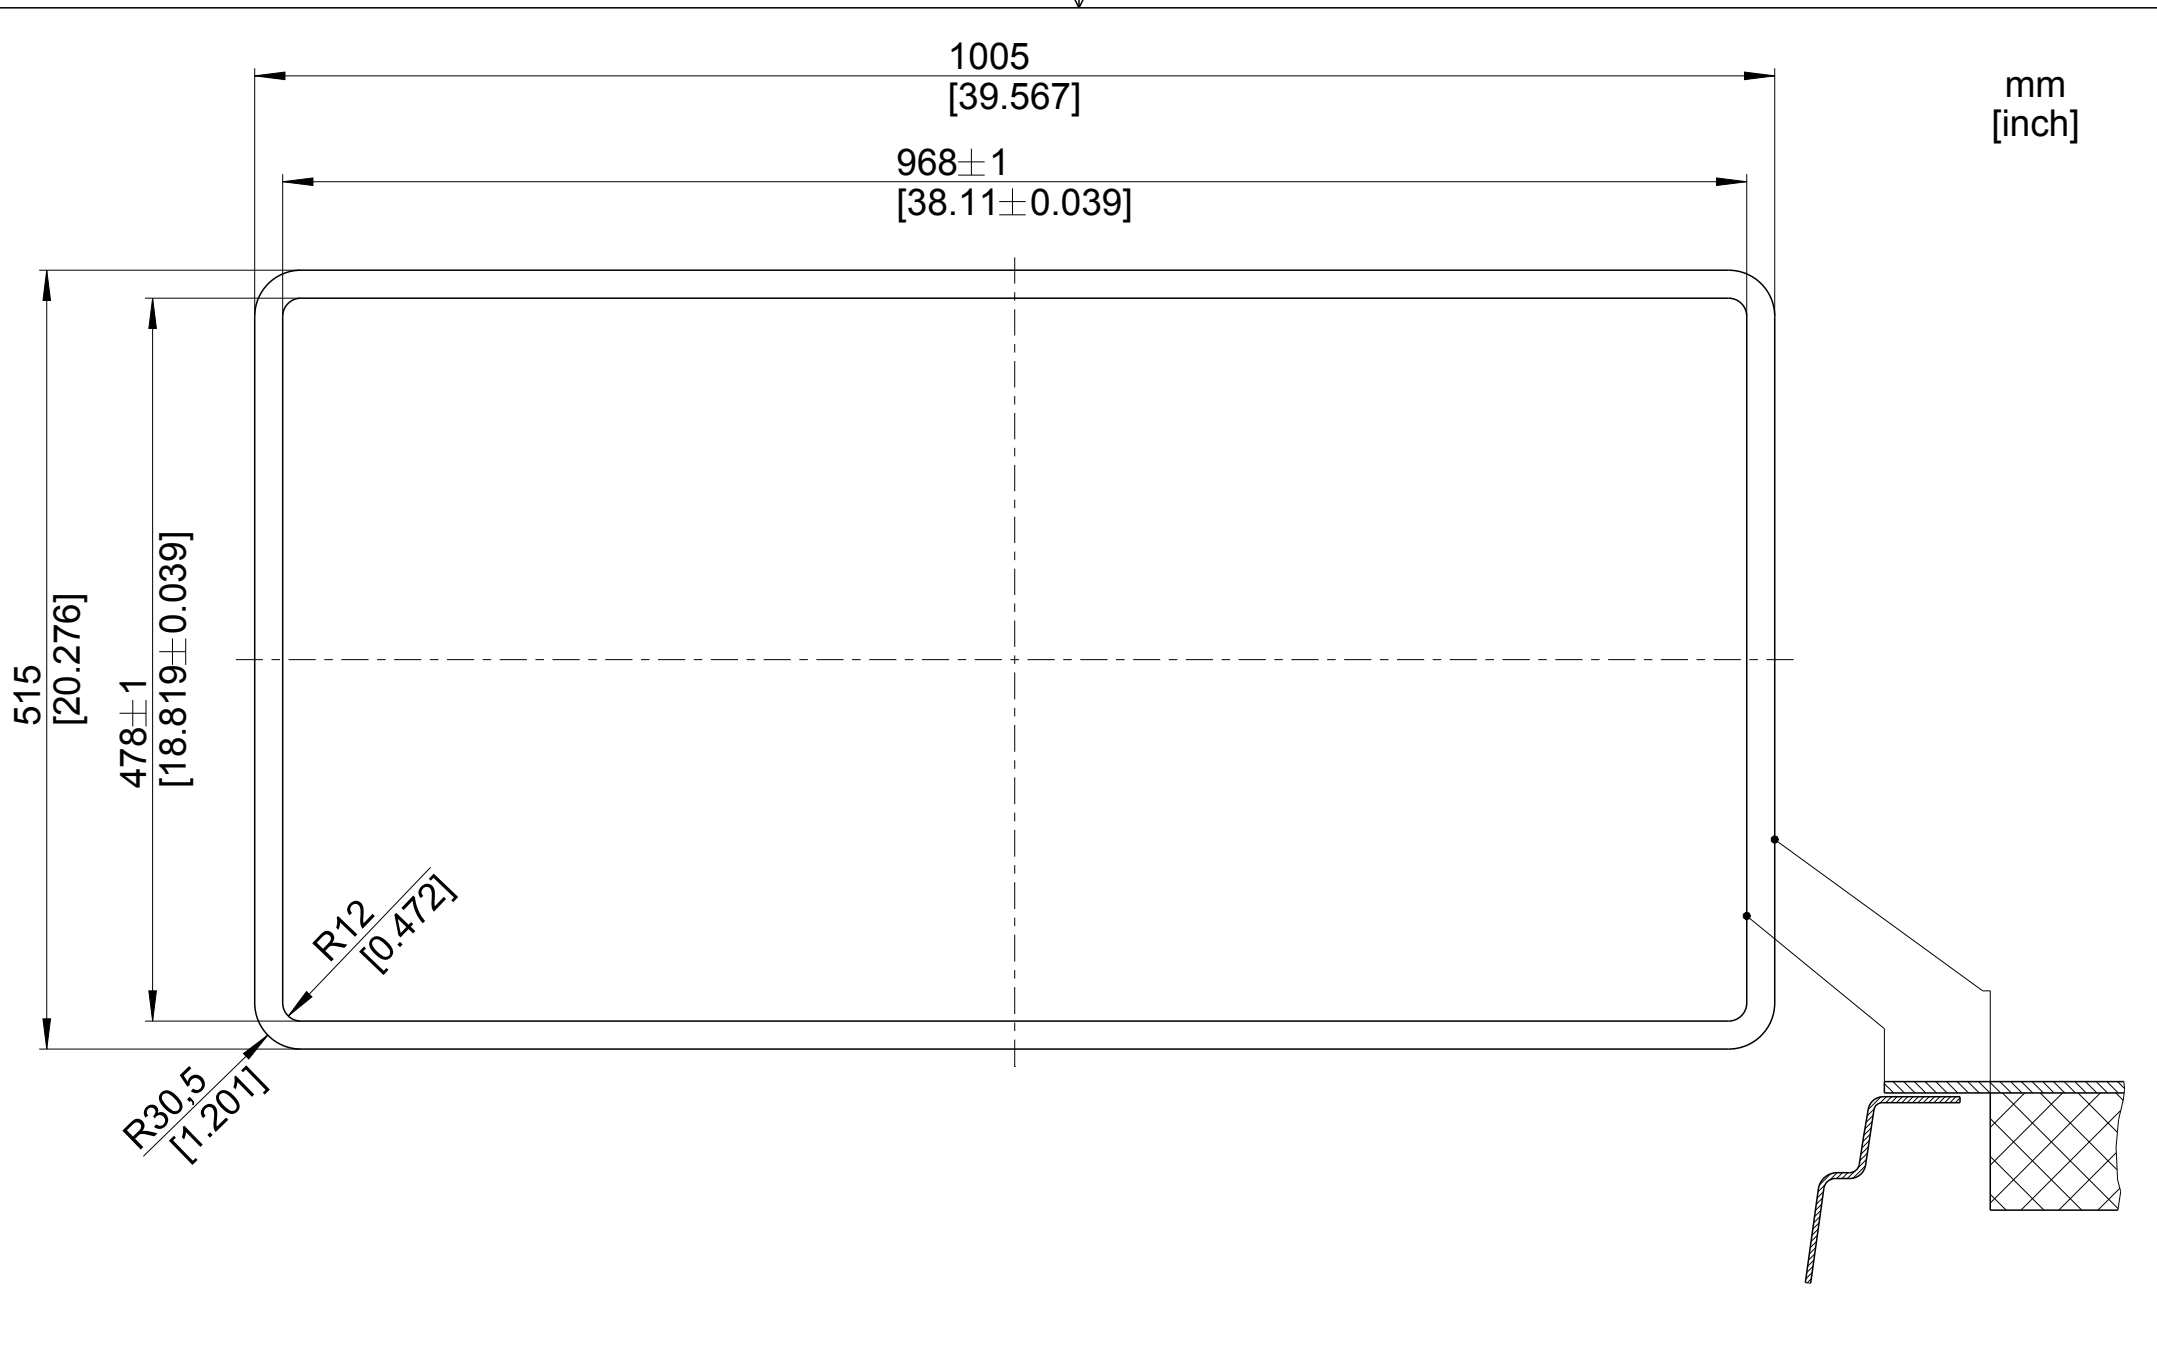 1005
[39.567]
mm
[inch]
968±1
[38.11±0.039]
515
[20.276]
478±1
[18.819±0.039]
R12
[0.472]
R30,5
[1.201]